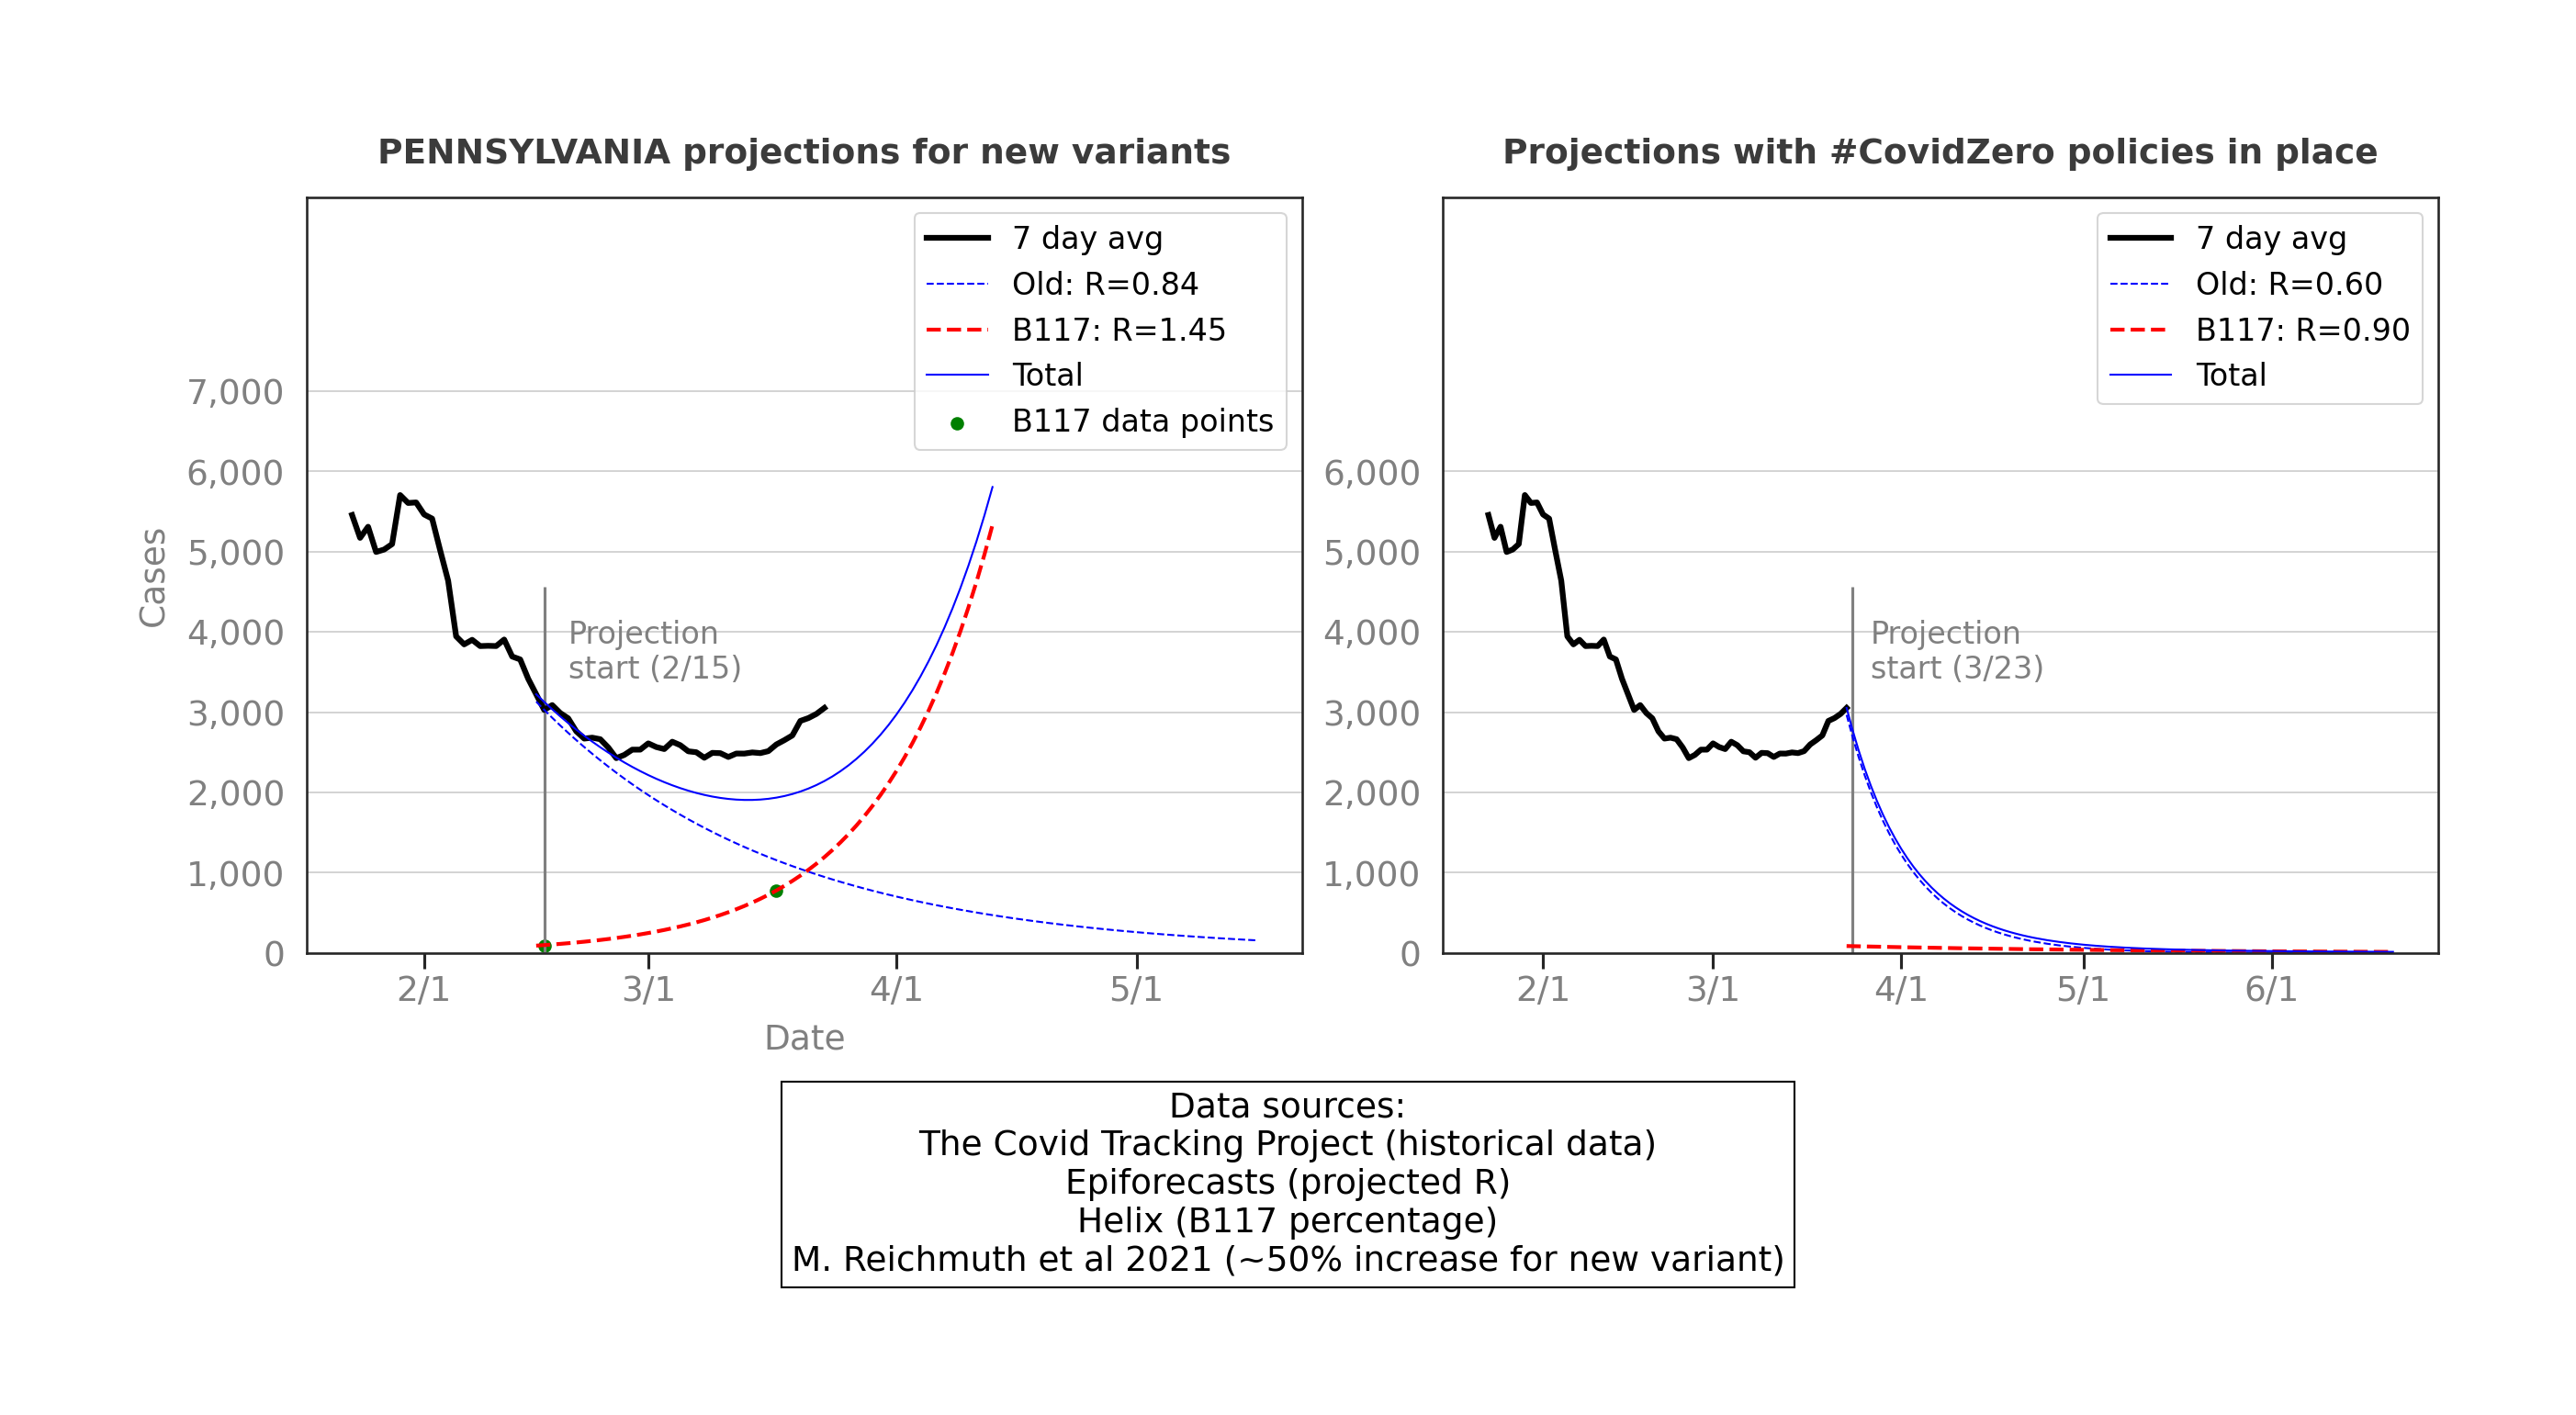 PENNSYLVANIA projections for new variants
7 day avg
Old: R=0.84
B117: R=1.45
Total
B117 data points
7,000
6,000
5,000
4,000
3,000
2,000
1,000
0
Cases
Projection
start (2/15)
2/1
3/1
4/1
5/1
Date
Projections with #CovidZero policies in place
7 day avg
Old: R=0.60
B117: R=0.90
Total
6,000
5,000
4,000
3,000
2,000
1,000
0
Projection
start (3/23)
2/1
3/1
4/1
5/1
6/1
Data sources:
The Covid Tracking Project (historical data)
Epiforecasts (projected R)
Helix (B117 percentage)
M. Reichmuth et al 2021 (~50% increase for new variant)